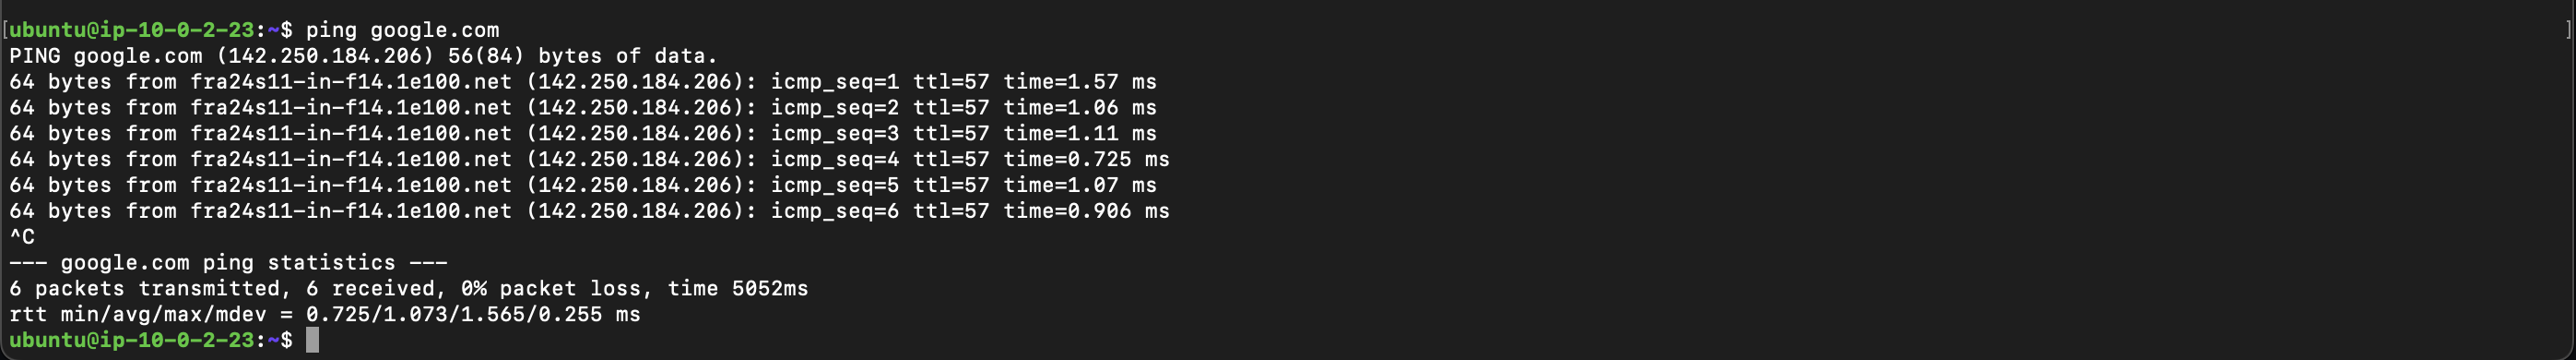 [ubuntu@ip-10-0-2-23:~$ ping google.com ]
PING google.com (142.250.184.206) 56(84) bytes of data.
64 bytes from fra24s11-in-f14.1e100.net (142.250.184.206): icmp_seq=1 ttl=57 time=1.57 ms
64 bytes from fra24s11-in-f14.1e100.net (142.250.184.206): icmp_seq=2 ttl=57 time=1.06 ms
64 bytes from fra24s11-in-f14.1e100.net (142.250.184.206): icmp_seq=3 ttl=57 time=1.11 ms
64 bytes from fra24s11-in-f14.1e100.net (142.250.184.206): icmp_seq=4 ttl=57 time=0.725 ms
64 bytes from fra24s11-in-f14.1e100.net (142.250.184.206): icmp_seq=5 ttl=57 time=1.07 ms
64 bytes from fra24s11-in-f14.1e100.net (142.250.184.206): icmp_seq=6 ttl=57 time=0.906 ms
^C
--- google.com ping statistics ---
6 packets transmitted, 6 received, 0% packet loss, time 5052ms
rtt min/avg/max/mdev = 0.725/1.073/1.565/0.255 ms
ubuntu@ip-10-0-2-23:~$